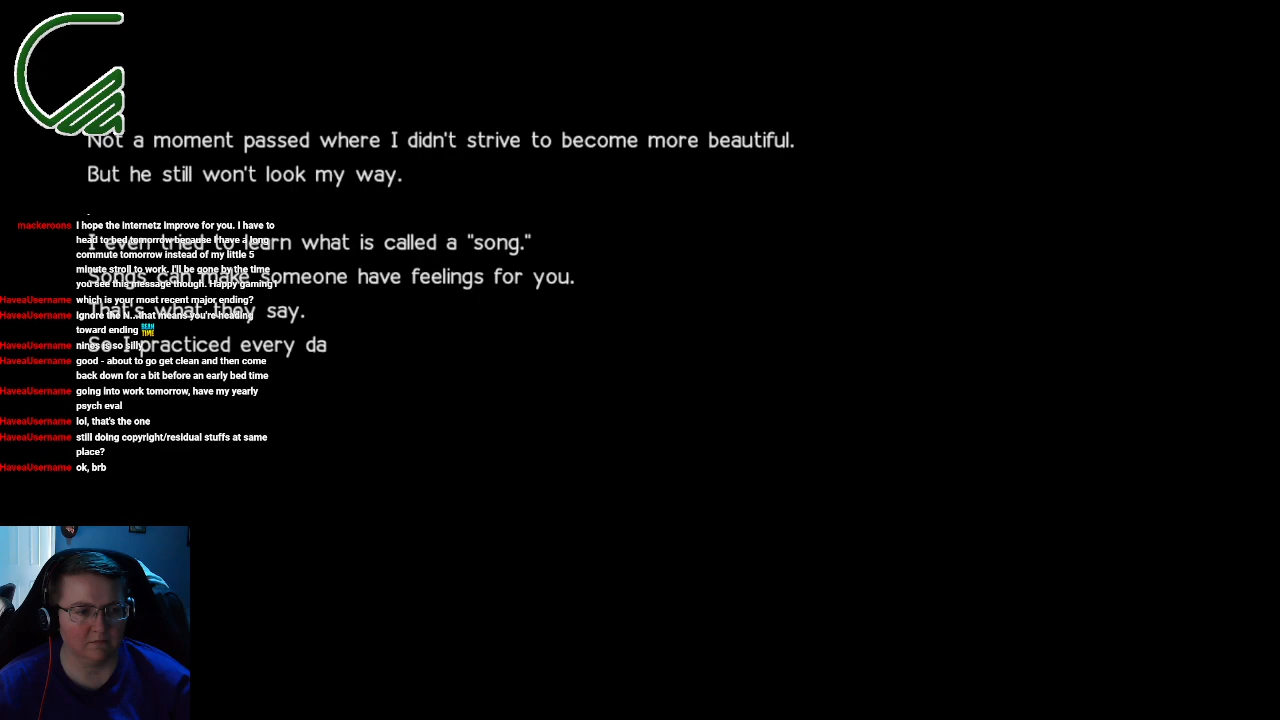 Not a moment passed where I didn't strive to become more beautiful.
But he still won't look my way.
I even tried to learn what is called a "song."
Songs can make someone have feelings for you.
That's what they say.
So I practiced every da
mackeroons I hope the internetz improve for you. I have to
head to bed tomorrow because I have a long
commute tomorrow instead of my little 5
minute stroll to work. I'll be gone by the time
you see this message though. Happy gaming!
HaveaUsername which is your most recent major ending?
HaveaUsername Ignore the N...that means you're heading
toward ending BEAN TIME
HaveaUsername nines is so silly
HaveaUsername good - about to go get clean and then come
back down for a bit before an early bed time
HaveaUsername going into work tomorrow, have my yearly
psych eval
HaveaUsername lol, that's the one
HaveaUsername still doing copyright/residual stuffs at same
place?
HaveaUsername ok, brb